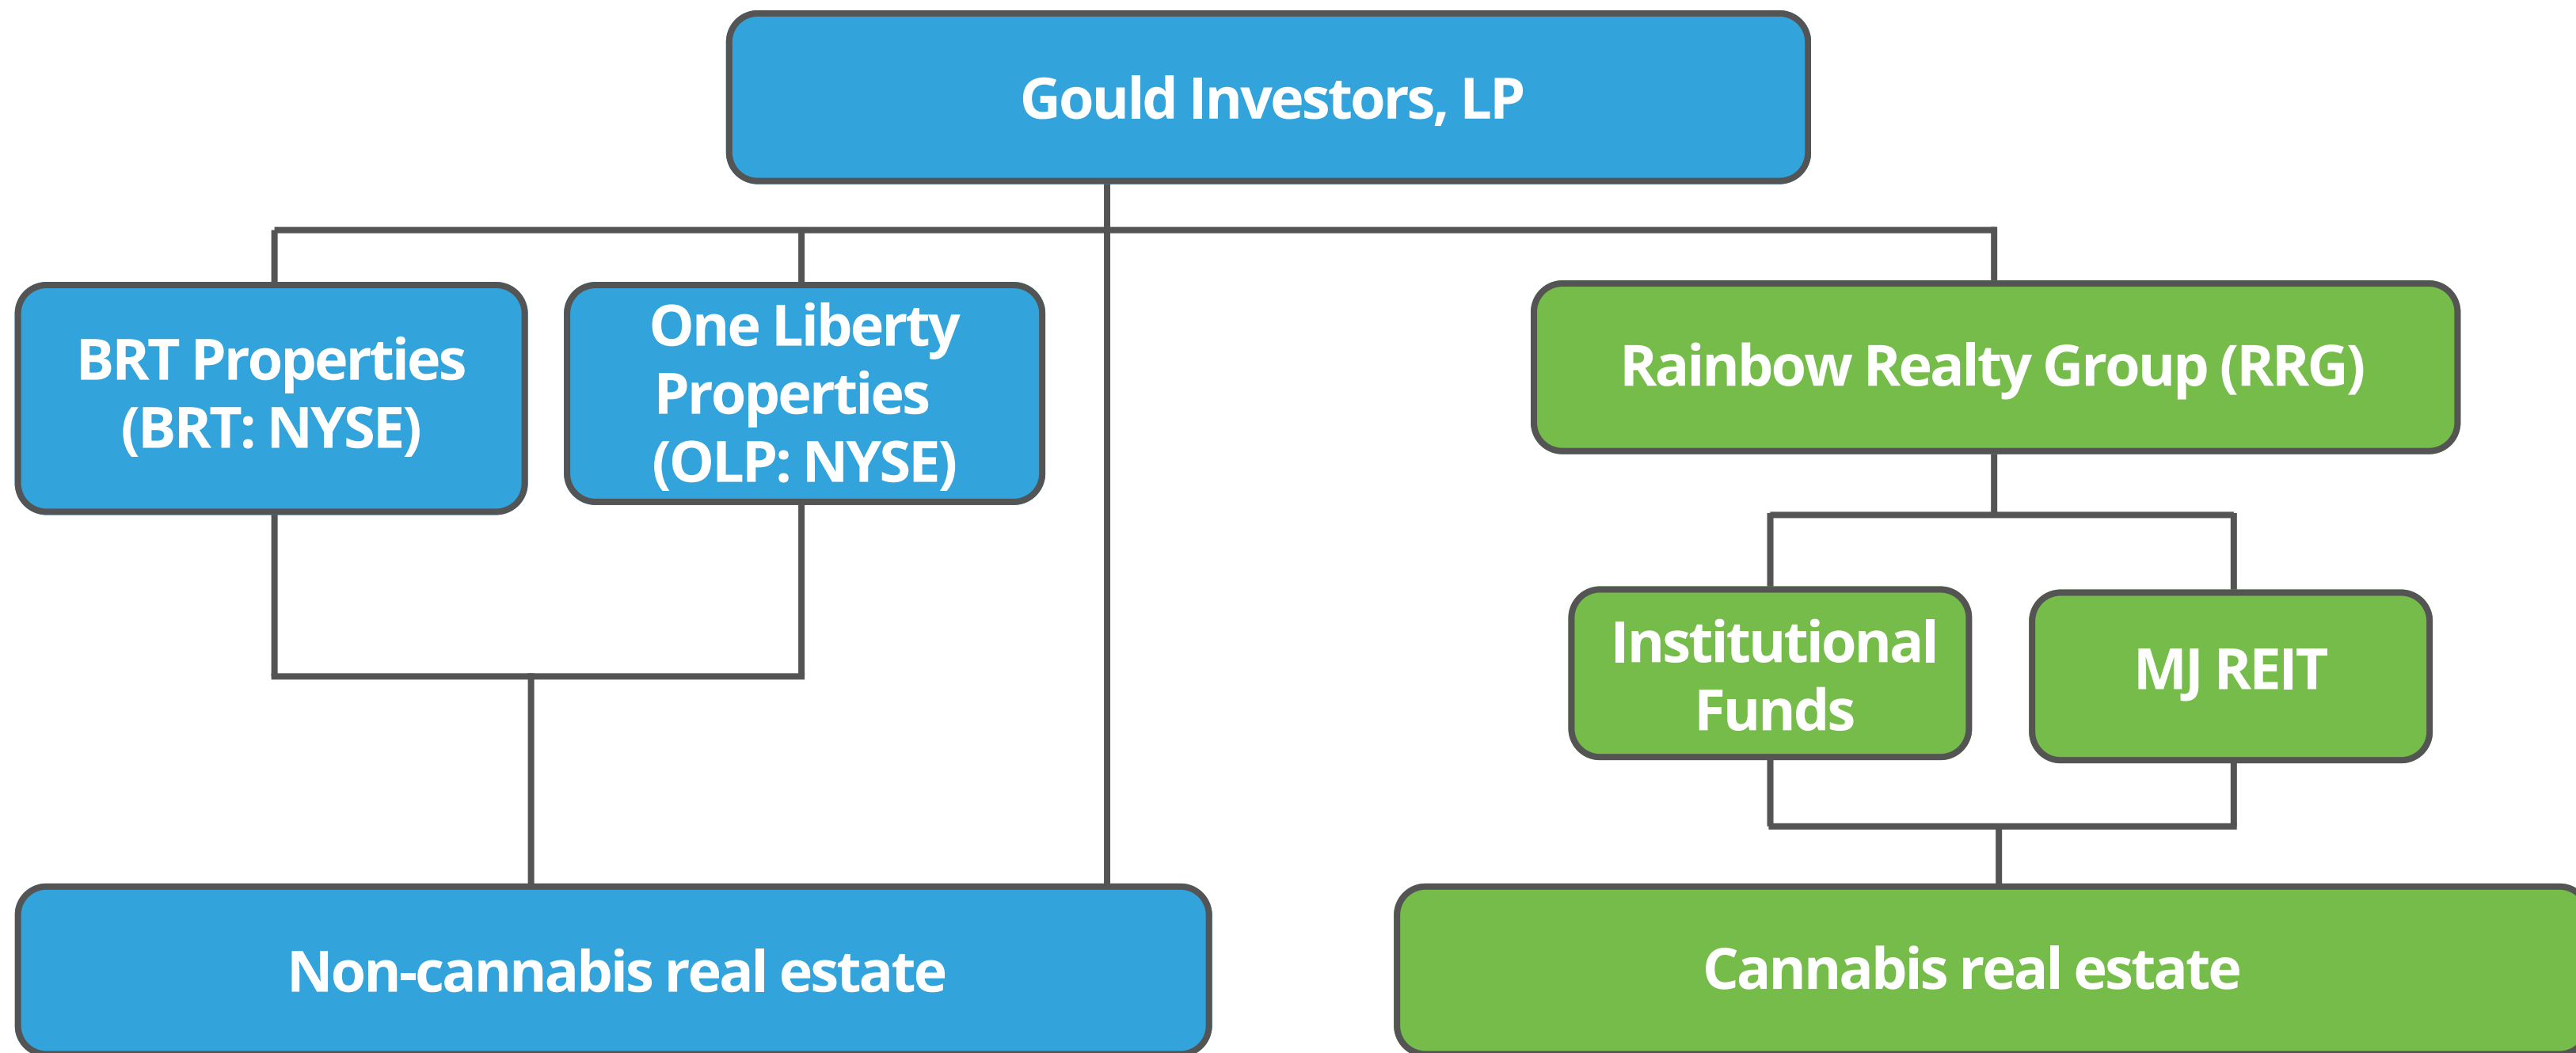 Gould Investors, LP
BRT Properties
(BRT: NYSE)
One Liberty
Properties
(OLP: NYSE)
Rainbow Realty Group (RRG)
Institutional
Funds
MJ REIT
Non-cannabis real estate
Cannabis real estate